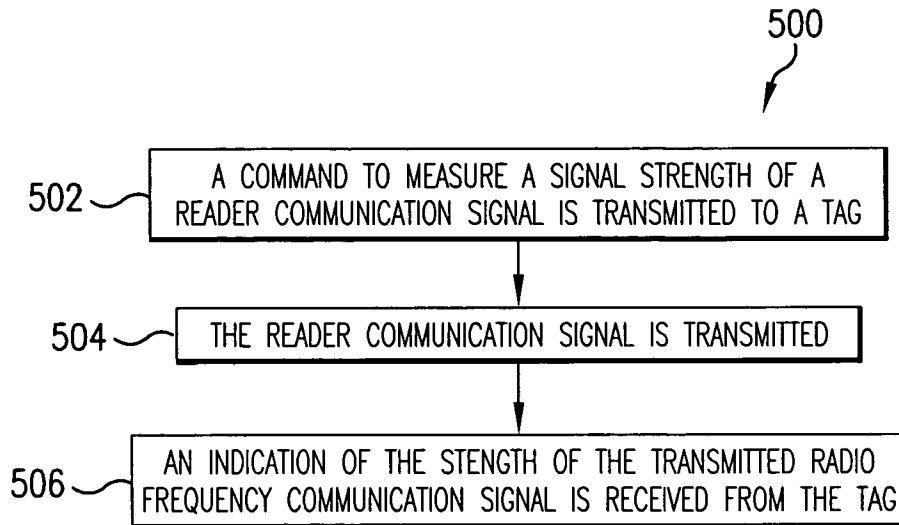 500
502
A COMMAND TO MEASURE A SIGNAL STRENGTH OF A
READER COMMUNICATION SIGNAL IS TRANSMITTED TO A TAG
504
THE READER COMMUNICATION SIGNAL IS TRANSMITTED.
506
AN INDICATION OF THE STENGTH OF THE TRANSMITTED RADIO
FREQUENCY COMMUNICATION SIGNAL IS RECEIVED FROM THE TAG